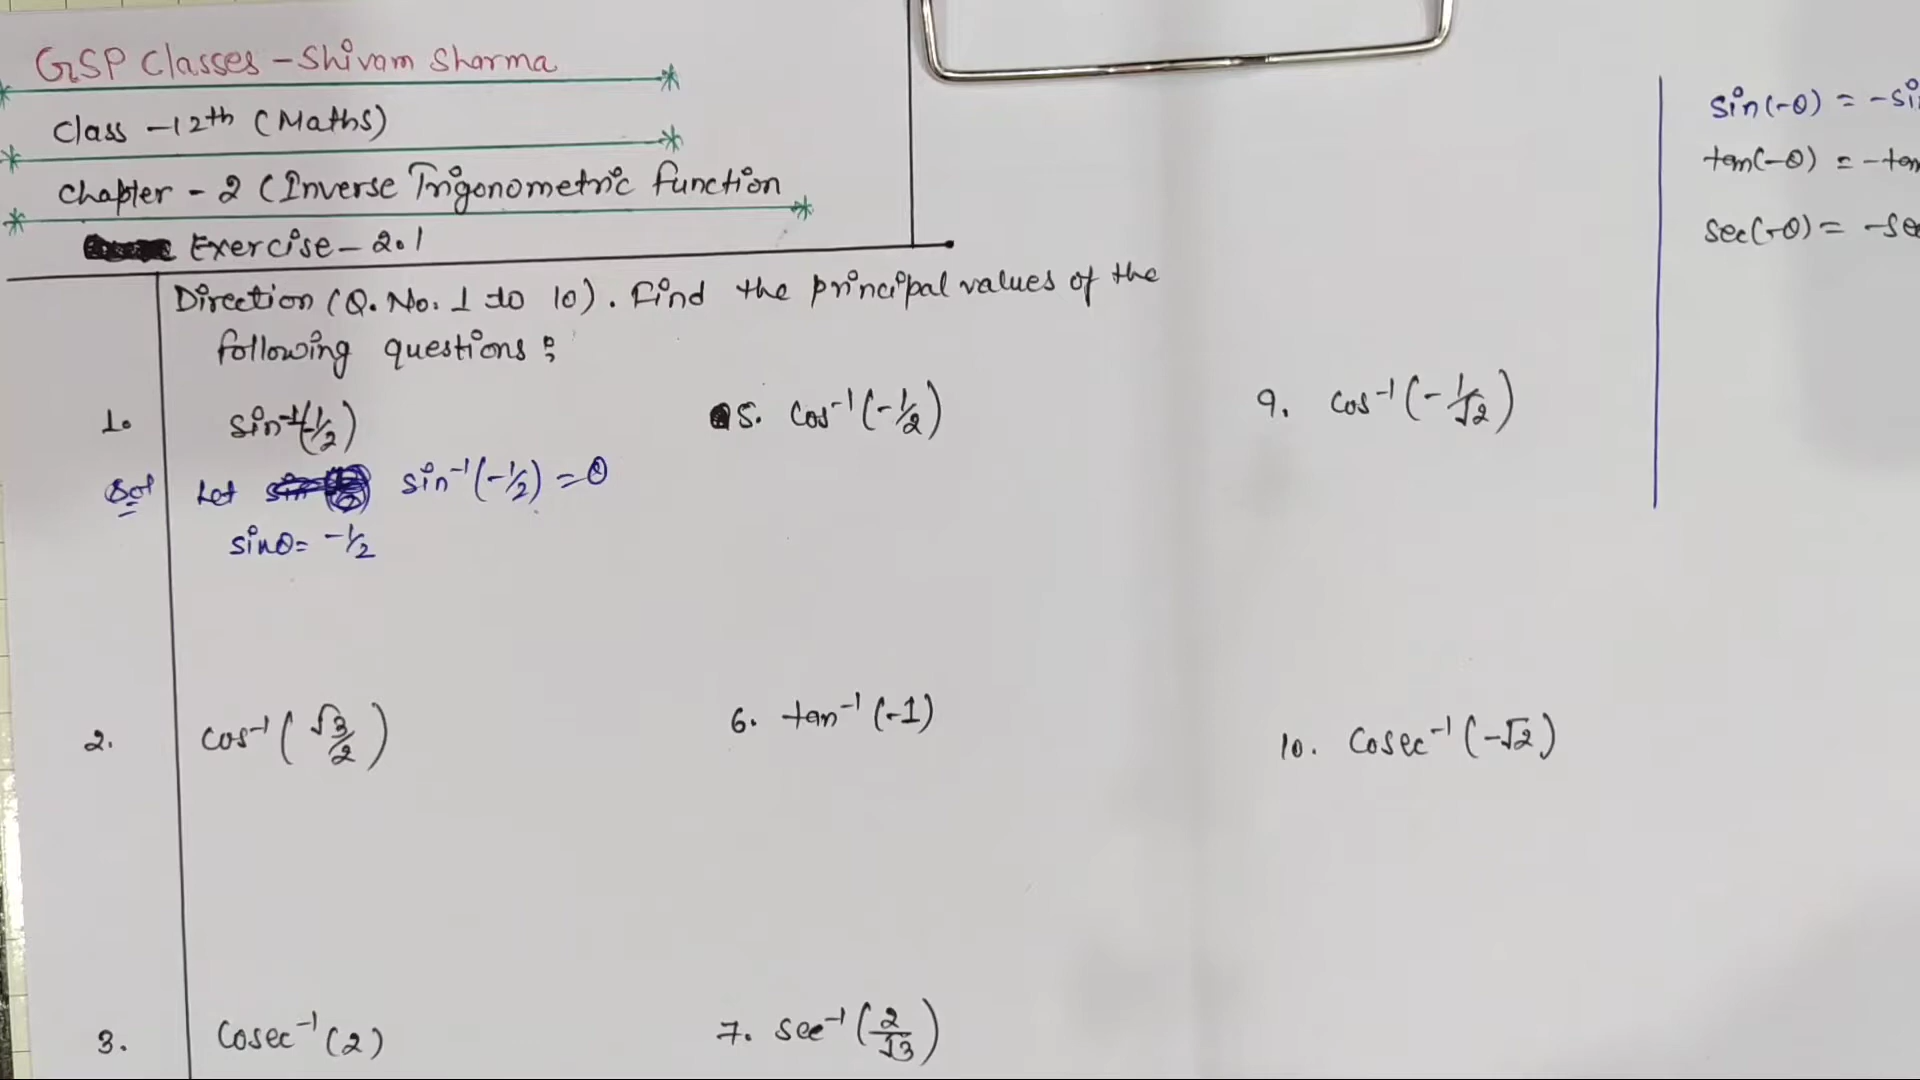 GSP Classes - Shivam Sharma
Class - 12th (Maths)
Chapter - 2 (Inverse Trigonometric function
Exercise - 2.1
Direction (Q. No. 1 to 10). Find the principal values of the
following questions :
1. sin⁻¹(-1/2)
Sol Let sin⁻¹(-1/2) = θ
sinθ = -1/2
2. cos⁻¹(√3/2)
3. Cosec⁻¹(2)
5. Cos⁻¹(-1/2)
6. tan⁻¹(-1)
7. sec⁻¹(2/√3)
9. cos⁻¹(-1/√2)
10. Cosec⁻¹(-√2)
sin(-θ) = -si
tan(-θ) = -tan
sec(-θ) = -se